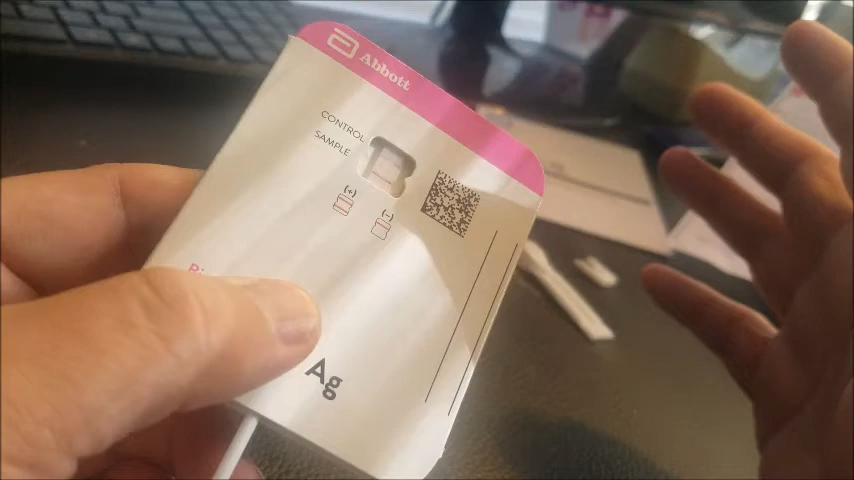 Abbott
CONTROL
SAMPLE
(+)
(-)
Ag